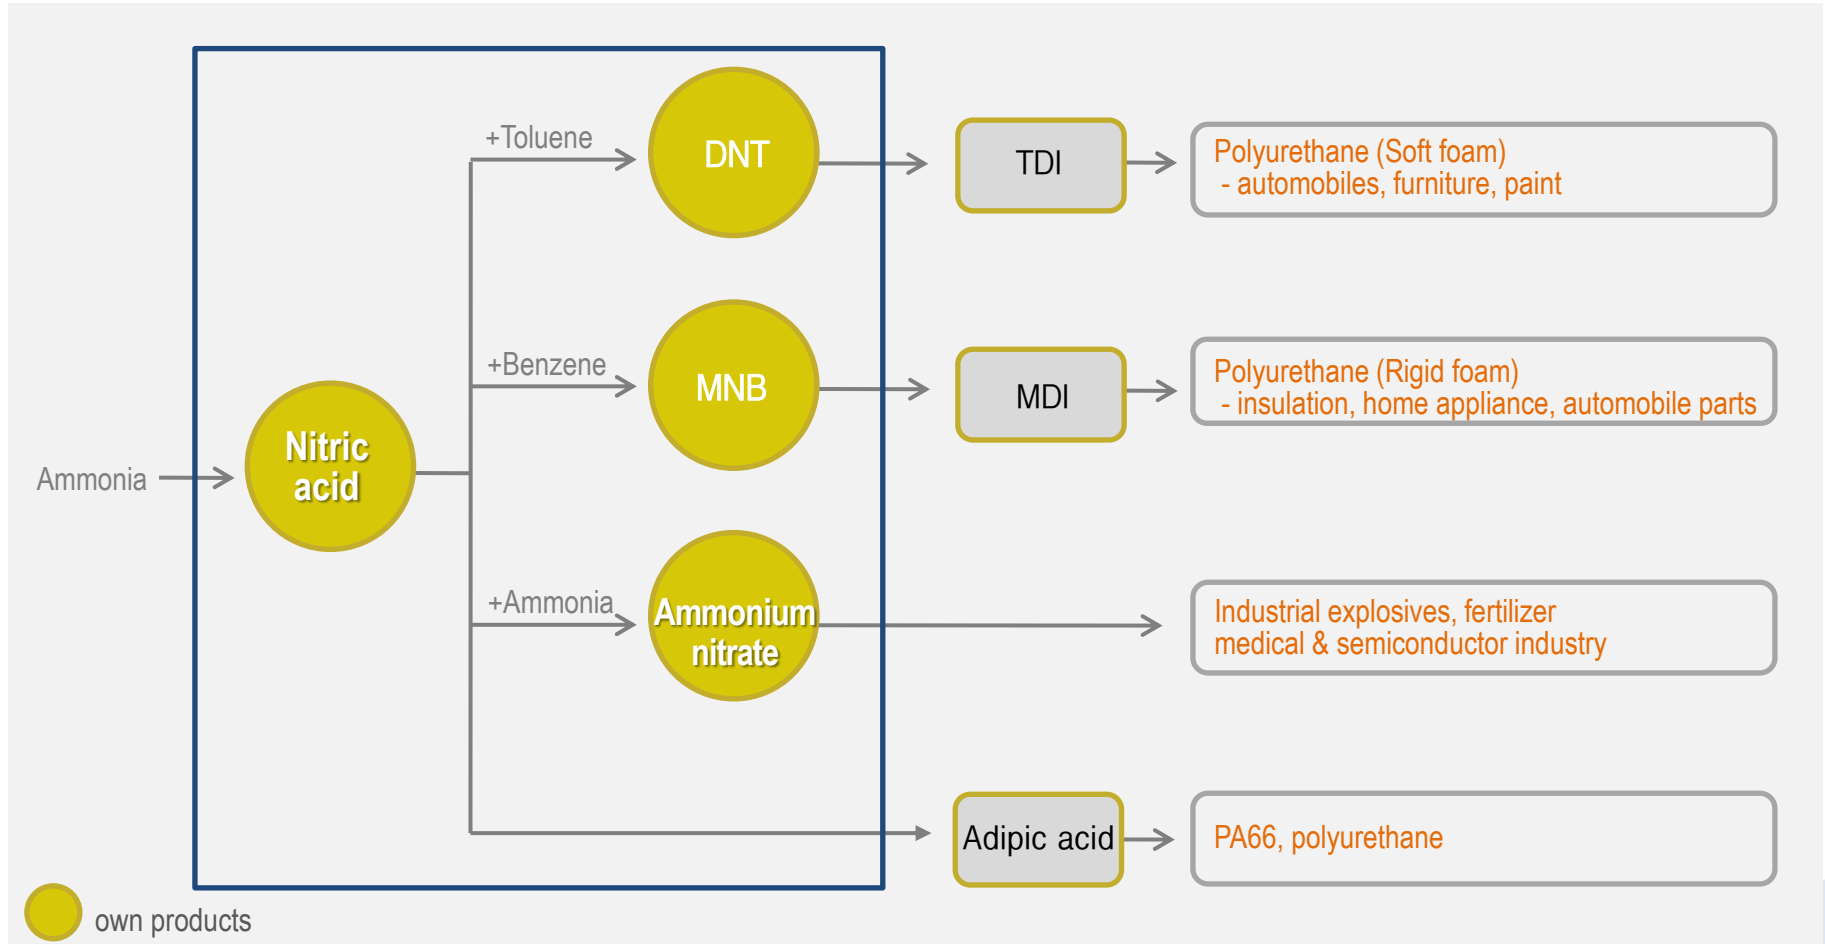 +Toluene
DNT
TDI
Polyurethane (Soft foam)
- automobiles, furniture, paint
+Benzene
MNB
MDI
Polyurethane (Rigid foam)
- insulation, home appliance, automobile parts
Ammonia
Nitric
acid
+Ammonia
Ammonium
nitrate
Industrial explosives, fertilizer
medical & semiconductor industry
Adipic acid
PA66, polyurethane
own products